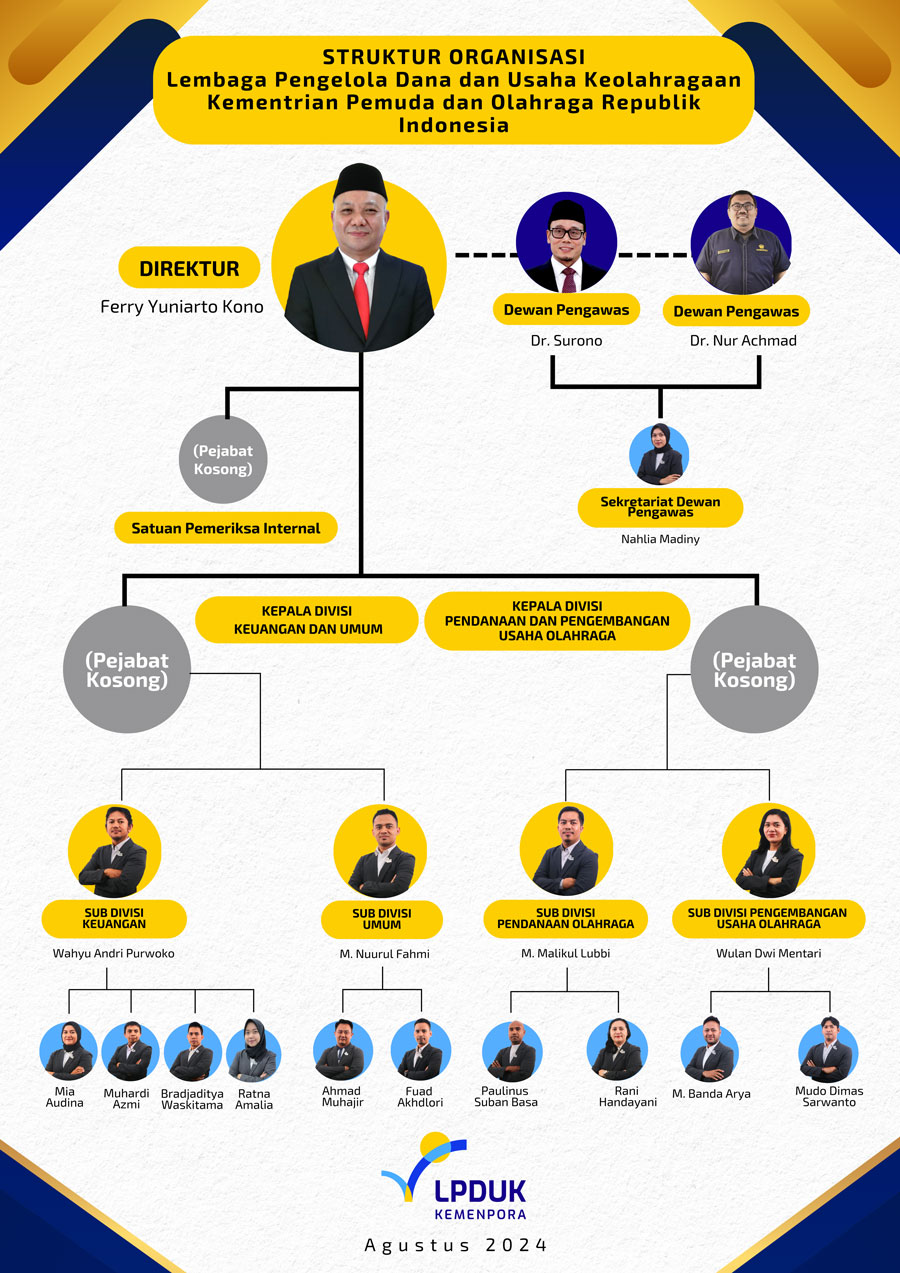 STRUKTUR ORGANISASI
Lembaga Pengelola Dana dan Usaha Keolahragaan
Kementrian Pemuda dan Olahraga Republik
Indonesia
DIREKTUR
Ferry Yuniarto Kono
Dewan Pengawas
Dr. Surono
Dewan Pengawas
Dr. Nur Achmad
(Pejabat
Kosong)
Satuan Pemeriksa Internal
Sekretariat Dewan
Pengawas
Nahlia Madiny
KEPALA DIVISI
KEUANGAN DAN UMUM
KEPALA DIVISI
PENDANAAN DAN PENGEMBANGAN
USAHA OLAHRAGA
(Pejabat
Kosong)
(Pejabat
Kosong)
SUB DIVISI
KEUANGAN
Wahyu Andri Purwoko
SUB DIVISI
UMUM
M. Nuurul Fahmi
SUB DIVISI
PENDANAAN OLAHRAGA
M. Malikul Lubbi
SUB DIVISI PENGEMBANGAN
USAHA OLAHRAGA
Wulan Dwi Mentari
Mia
Audina
Muhardi
Azmi
Bradjaditya
Waskitama
Ratna
Amalia
Ahmad
Muhajir
Fuad
Akhdlori
Paulinus
Suban Basa
Rani
Handayani
M. Banda Arya
Mudo Dimas
Sarwanto
LPDUK
KEMENPORA
Agustus 2024